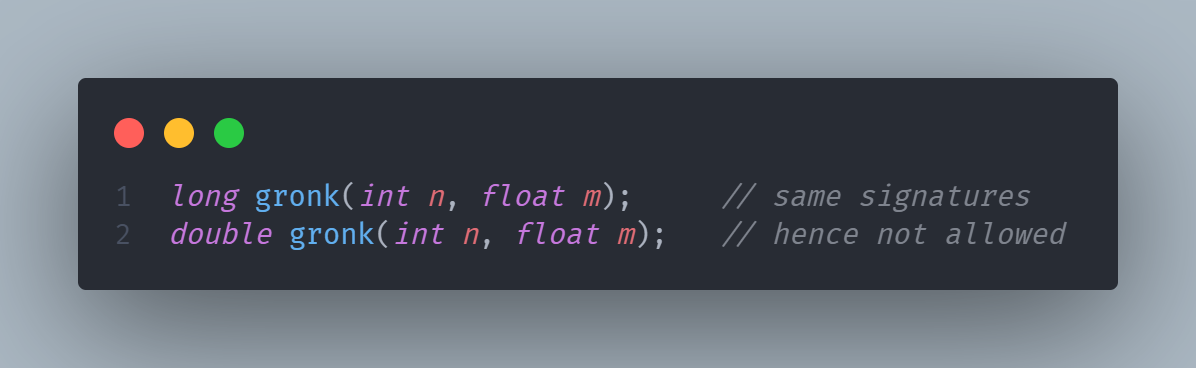 1 long gronk(int n, float m);     // same signatures
2 double gronk(int n, float m);   // hence not allowed